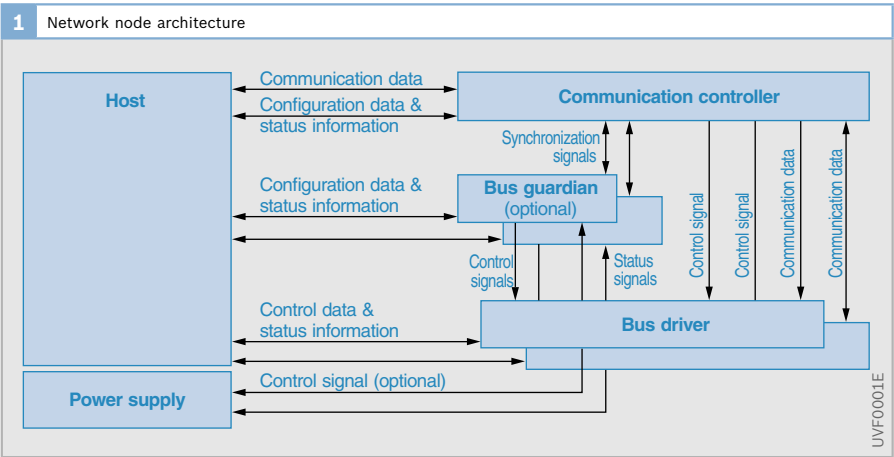 1 Network node architecture
Host
Communication data
Configuration data &
status information
Communication controller
Synchronization
signals
Configuration data &
status information
Bus guardian
(optional)
Control signal
Control signal
Communication data
Communication data
Control
signals
Status
signals
Control data &
status information
Bus driver
Power supply
Control signal (optional)
UVF0001E